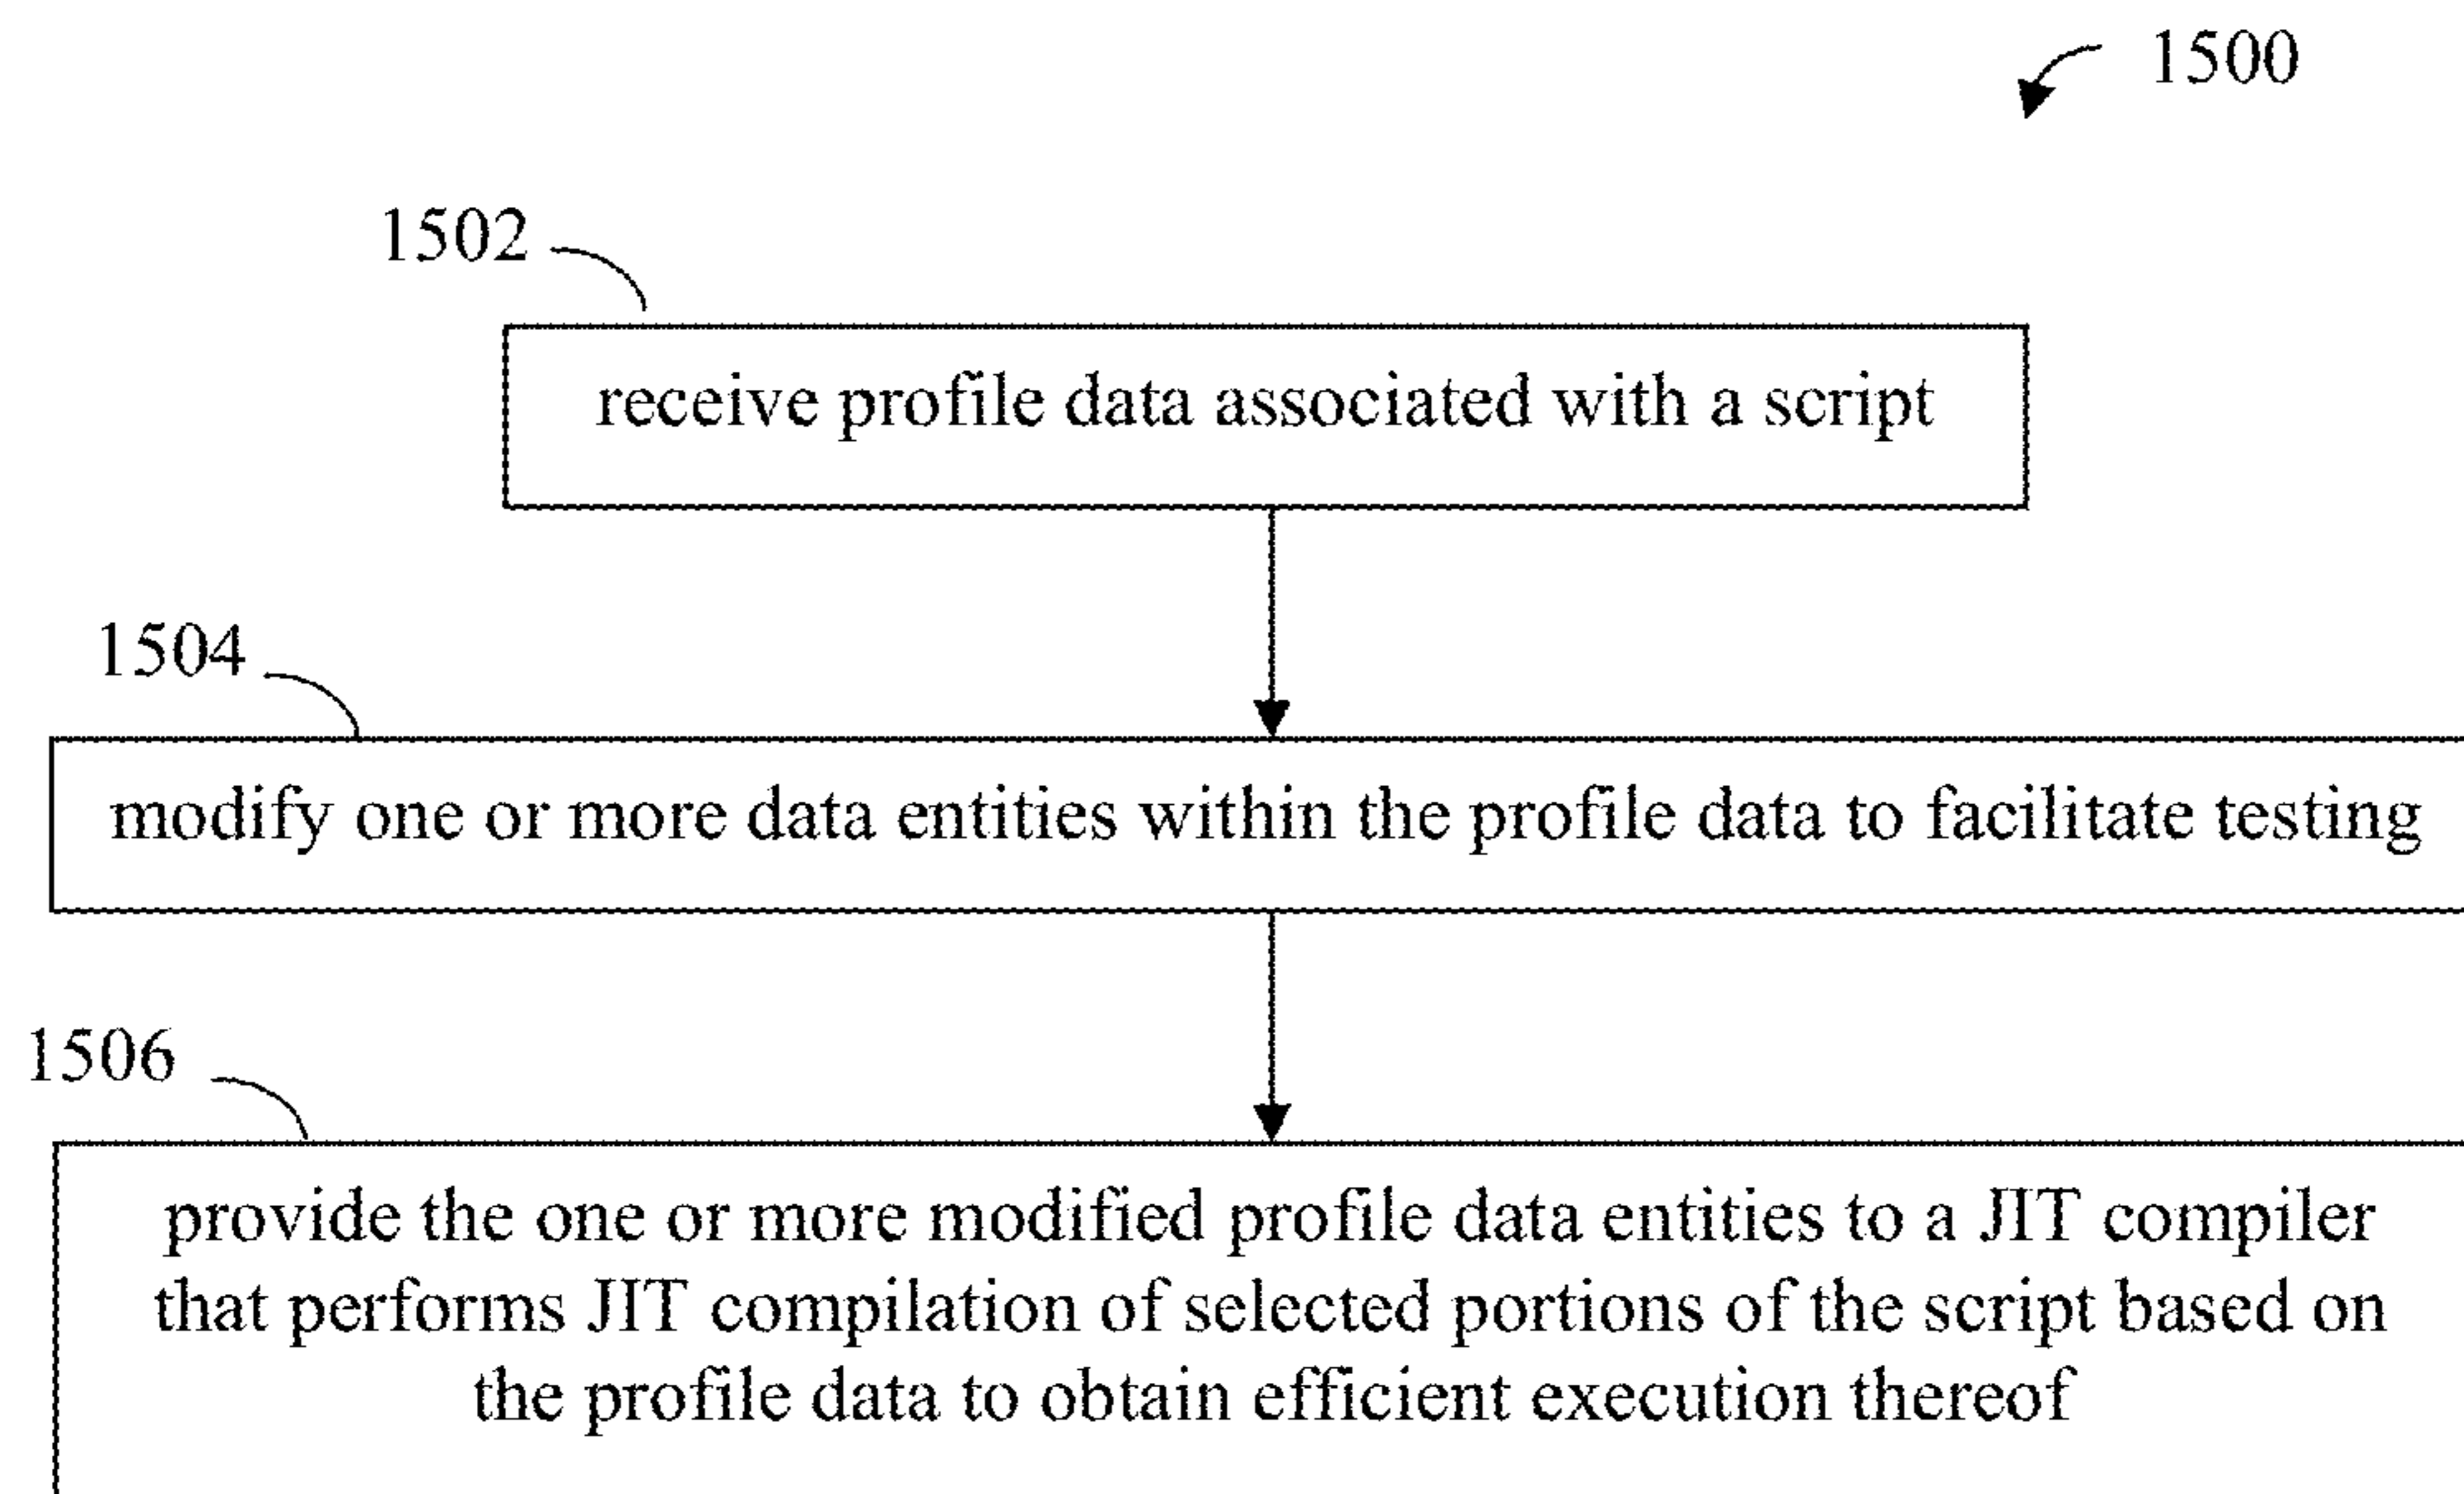 1500
1502
receive profile data associated with a script
1504
modify one or more data entities within the profile data to facilitate testing
1506
provide the one or more modified profile data entities to a JIT compiler
that performs JIT compilation of selected portions of the script based on
the profile data to obtain efficient execution thereof